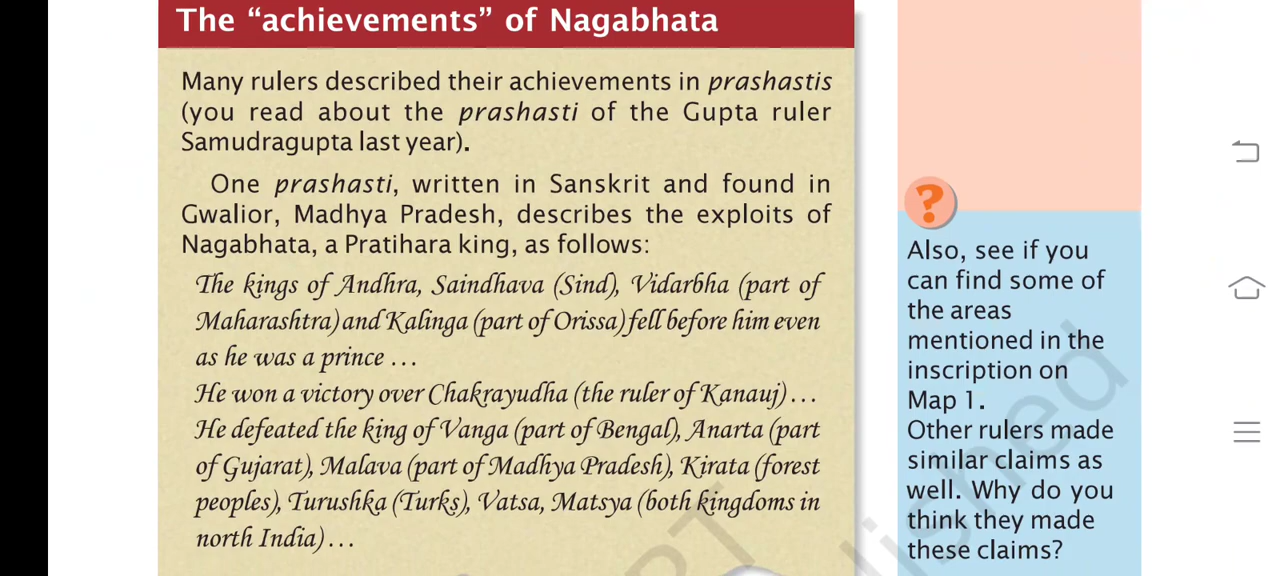 The “achievements” of Nagabhata
Many rulers described their achievements in prashastis
(you read about the prashasti of the Gupta ruler
Samudragupta last year).
One prashasti, written in Sanskrit and found in
Gwalior, Madhya Pradesh, describes the exploits of
Nagabhata, a Pratihara king, as follows:
The kings of Andhra, Saindhava (Sind), Vidarbha (part of
Maharashtra) and Kalinga (part of Orissa) fell before him even
as he was a prince …
He won a victory over Chakrayudha (the ruler of Kanauj) …
He defeated the king of Vanga (part of Bengal), Anarta (part
of Gujarat), Malava (part of Madhya Pradesh), Kirata (forest
peoples), Turushka (Turks), Vatsa, Matsya (both kingdoms in
north India) …
?
Also, see if you
can find some of
the areas
mentioned in the
inscription on
Map 1.
Other rulers made
similar claims as
well. Why do you
think they made
these claims?